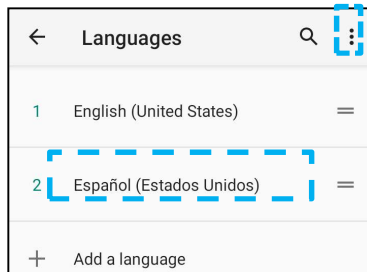 Languages
1 English (United States)
2 Español (Estados Unidos)
Add a language